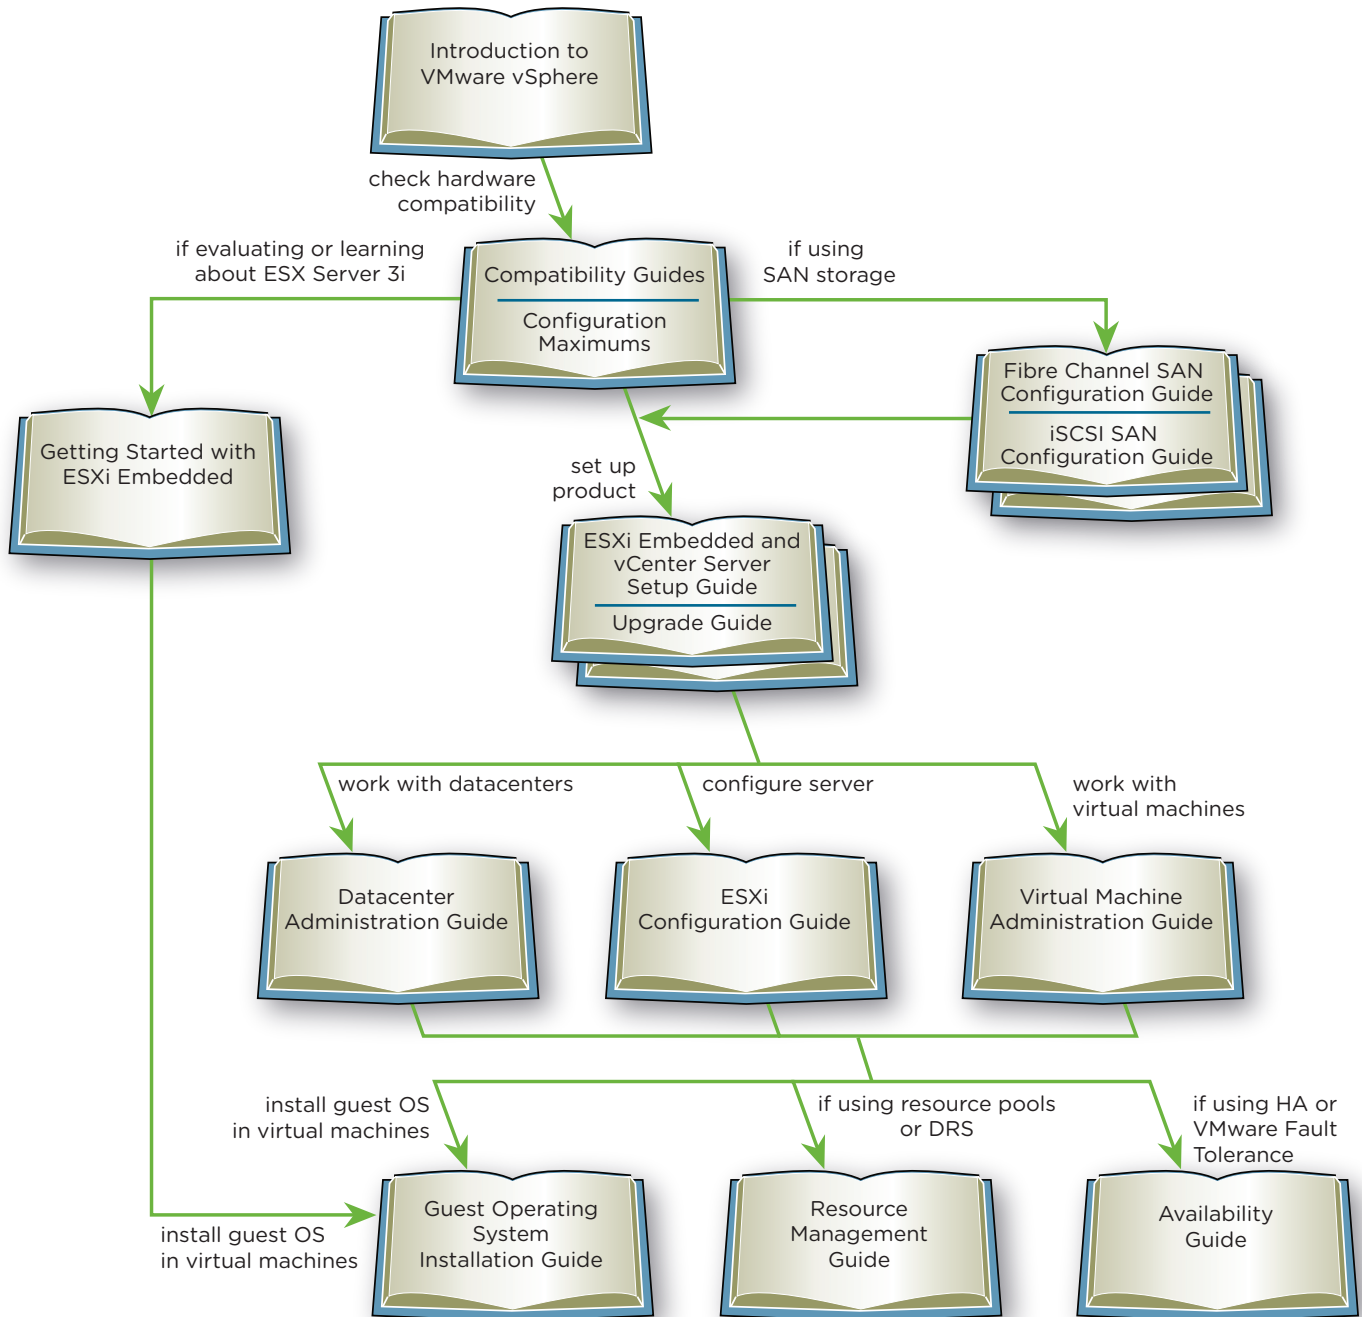 Introduction to
VMware vSphere
check hardware
compatibility
if evaluating or learning
about ESX Server 3i
Compatibility Guides
Configuration
Maximums
if using
SAN storage
Fibre Channel SAN
Configuration Guide
iSCSI SAN
Configuration Guide
Getting Started with
ESXi Embedded
set up
product
ESXi Embedded and
vCenter Server
Setup Guide
Upgrade Guide
work with datacenters
configure server
work with
virtual machines
Datacenter
Administration Guide
ESXi
Configuration Guide
Virtual Machine
Administration Guide
install guest OS
in virtual machines
if using resource pools
or DRS
if using HA or
VMware Fault
Tolerance
install guest OS
in virtual machines
Guest Operating
System
Installation Guide
Resource
Management
Guide
Availability
Guide